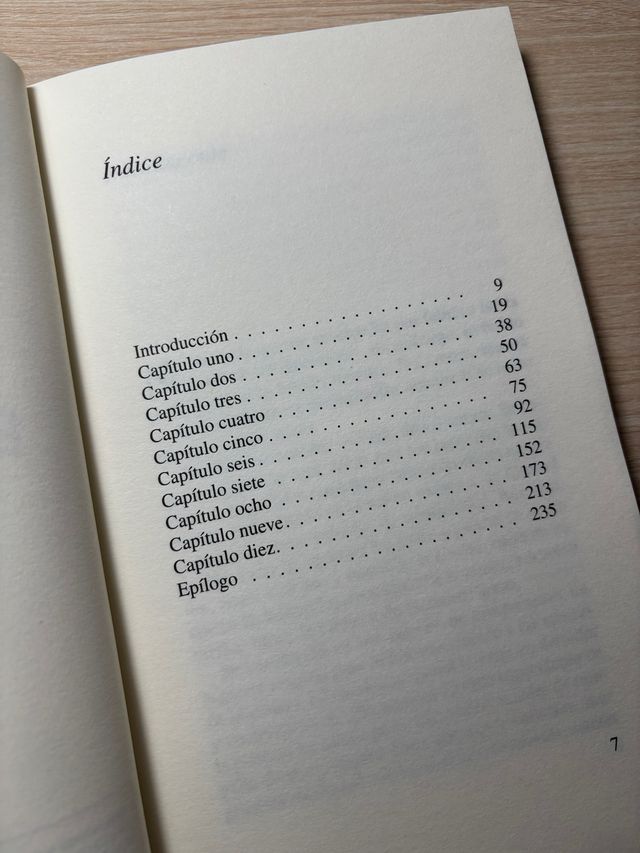 Índice
Introducción . . . . . . . . . . . . . . . . . . 9
Capítulo uno . . . . . . . . . . . . . . . . . . 19
Capítulo dos . . . . . . . . . . . . . . . . . . 38
Capítulo tres . . . . . . . . . . . . . . . . . . 50
Capítulo cuatro . . . . . . . . . . . . . . . . . 63
Capítulo cinco . . . . . . . . . . . . . . . . . 75
Capítulo seis . . . . . . . . . . . . . . . . . . 92
Capítulo siete . . . . . . . . . . . . . . . . . 115
Capítulo ocho . . . . . . . . . . . . . . . . . 152
Capítulo nueve . . . . . . . . . . . . . . . . . 173
Capítulo diez . . . . . . . . . . . . . . . . . . 213
Epílogo . . . . . . . . . . . . . . . . . . . . 235
7